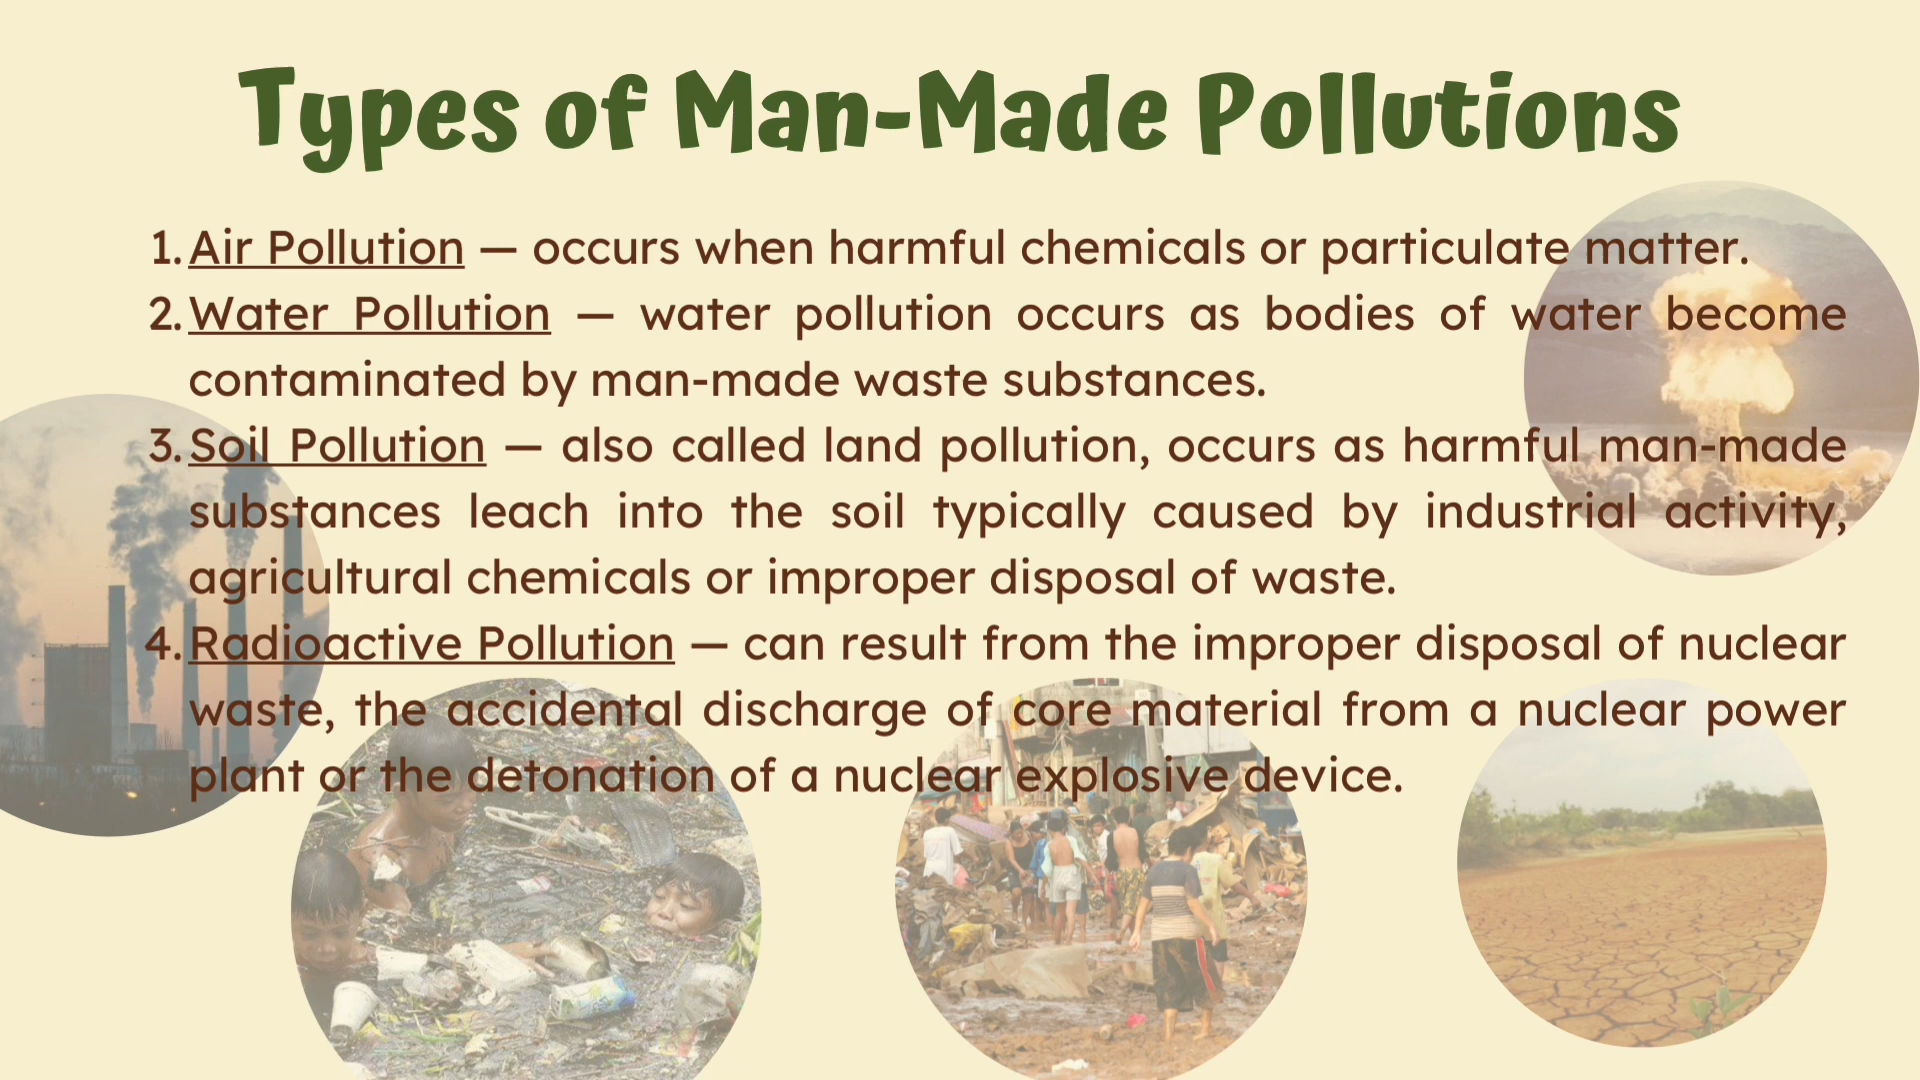 Types of Man-Made Pollutions
1. Air Pollution — occurs when harmful chemicals or particulate matter.
2. Water Pollution — water pollution occurs as bodies of water become
contaminated by man-made waste substances.
3. Soil Pollution — also called land pollution, occurs as harmful man-made
substances leach into the soil typically caused by industrial activity,
agricultural chemicals or improper disposal of waste.
4. Radioactive Pollution — can result from the improper disposal of nuclear
waste, the accidental discharge of core material from a nuclear power
plant or the detonation of a nuclear explosive device.